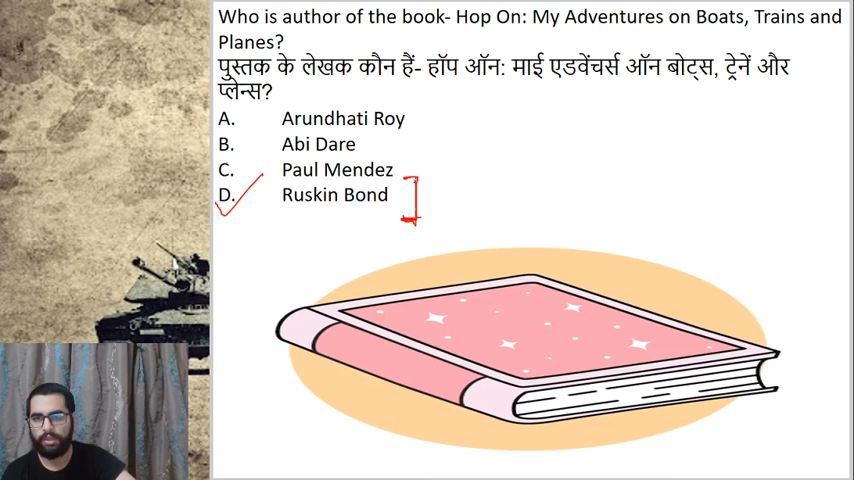 Who is author of the book- Hop On: My Adventures on Boats, Trains and
Planes?
पुस्तक के लेखक कौन हैं- हॉप ऑन: माई एडवेंचर्स ऑन बोट्स, ट्रेनें और
प्लेन्स?
A. Arundhati Roy
B. Abi Dare
C. Paul Mendez
D. Ruskin Bond